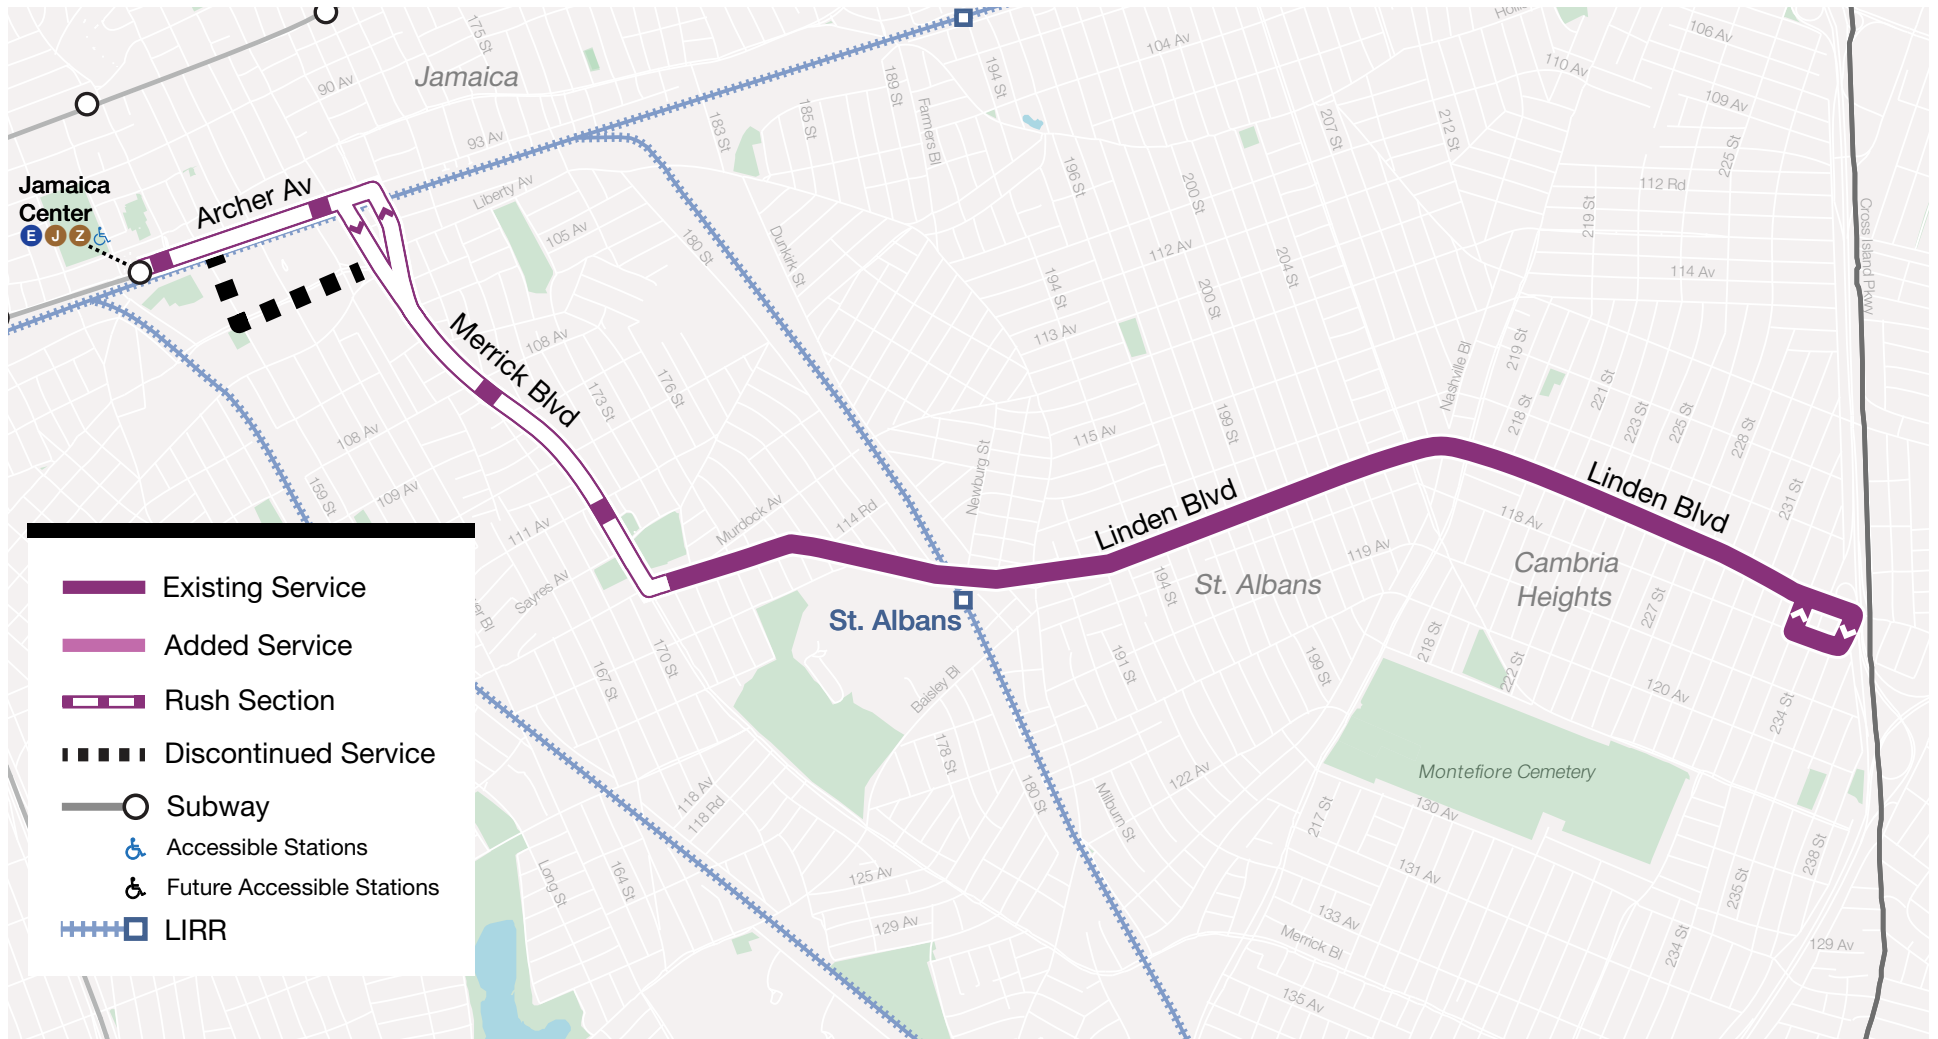 Jamaica
175 St
90 Av
93 Av
104 Av
106 Av
110 Av
109 Av
189 St
194 St
Farmers Bl
185 St
183 St
207 St
212 St
225 St
112 Rd
219 St
114 Av
Cross Island Pkwy
Jamaica
Center
E J Z
Archer Av
Liberty Av
105 Av
180 St
Dunkirk St
196 St
200 St
112 Av
204 St
194 St
200 St
113 Av
108 Av
Merrick Blvd
173 St
176 St
Nashville Bl
219 St
218 St
221 St
223 St
225 St
228 St
231 St
199 St
115 Av
Newburg St
108 Av
109 Av
159 St
111 Av
Murdock Av
114 Rd
Sayres Av
Linden Blvd
Linden Blvd
118 Av
119 Av
194 St
St. Albans
Cambria
Heights
St. Albans
227 St
218 St
222 St
120 Av
234 St
170 St
167 St
Baisley Bl
191 St
199 St
178 St
180 St
Milburn St
122 Av
217 St
Montefiore Cemetery
130 Av
131 Av
133 Av
Merrick Bl
135 Av
235 St
234 St
238 St
129 Av
118 Av
118 Rd
125 Av
129 Av
Long St
164 St
Existing Service
Added Service
Rush Section
Discontinued Service
Subway
Accessible Stations
Future Accessible Stations
LIRR